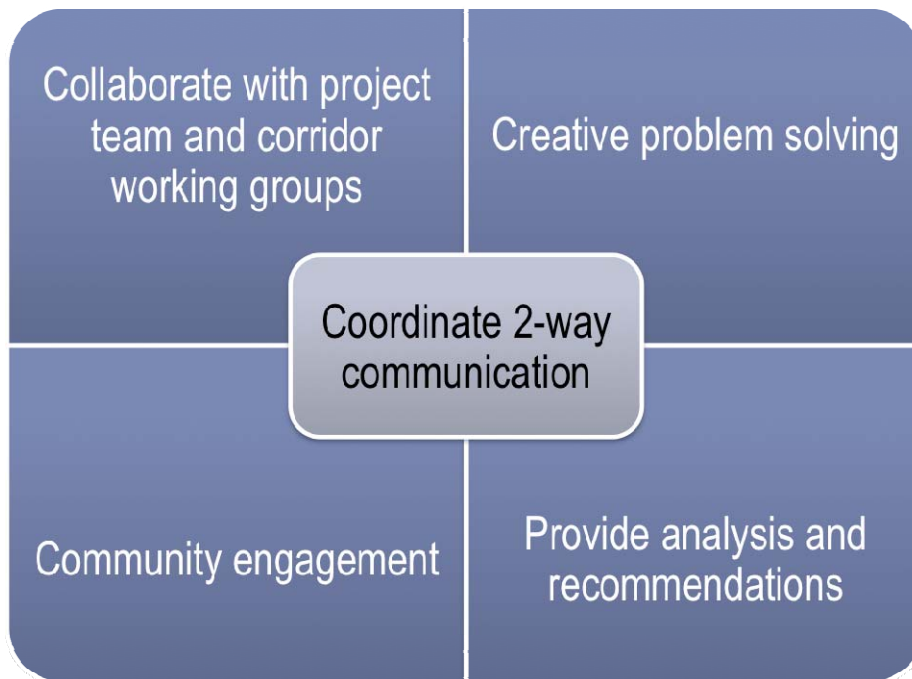 Collaborate with project
team and corridor
working groups
Creative problem solving
Coordinate 2-way
communication
Community engagement
Provide analysis and
recommendations